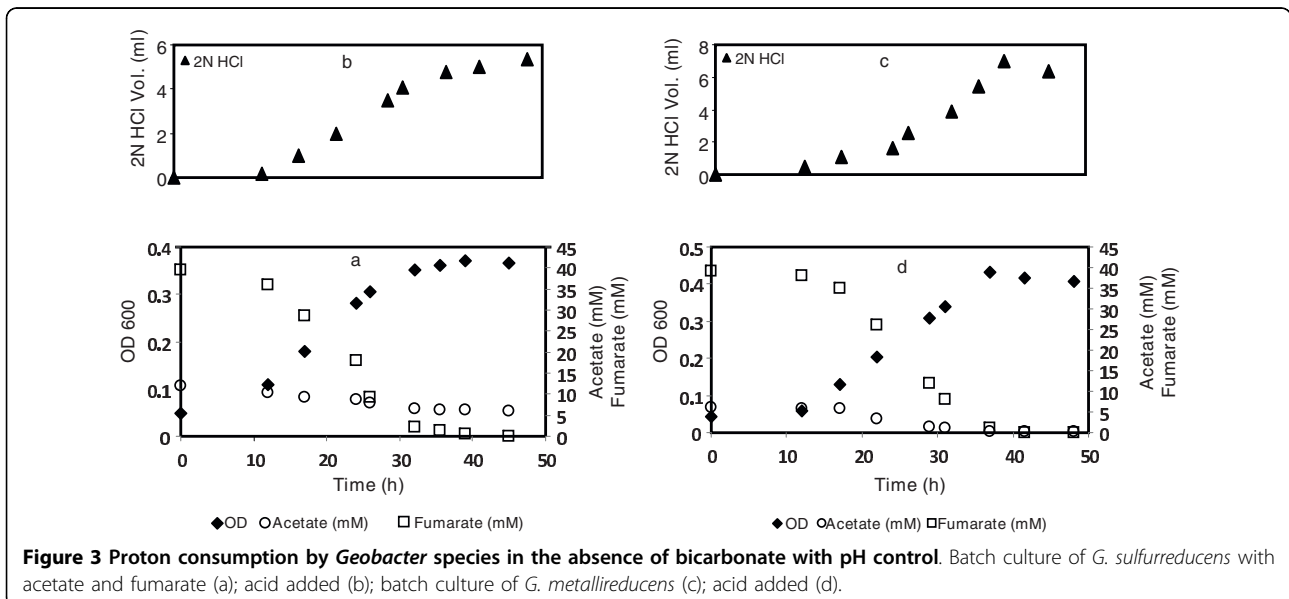 6
4
2
0
2N HCl Vol. (ml)
▲ 2N HCl
b
8
6
4
2
0
2N HCl Vol. (ml)
▲ 2N HCl
c
0.4
0.3
0.2
0.1
0
OD 600
a
45
40
35
30
25
20
15
10
5
0
Acetate (mM)
Fumarate (mM)
0 10 20 30 40 50
Time (h)
◆OD ○Acetate (mM) □ Fumarate (mM)
0.5
0.4
0.3
0.2
0.1
0
OD 600
d
45
40
35
30
25
20
15
10
5
0
Acetate (mM)
Fumarate (mM)
0 10 20 30 40 50
Time (h)
◆ OD ○Acetate (mM) □Fumarate (mM)
Figure 3 Proton consumption by Geobacter species in the absence of bicarbonate with pH control. Batch culture of G. sulfurreducens with
acetate and fumarate (a); acid added (b); batch culture of G. metallireducens (c); acid added (d).